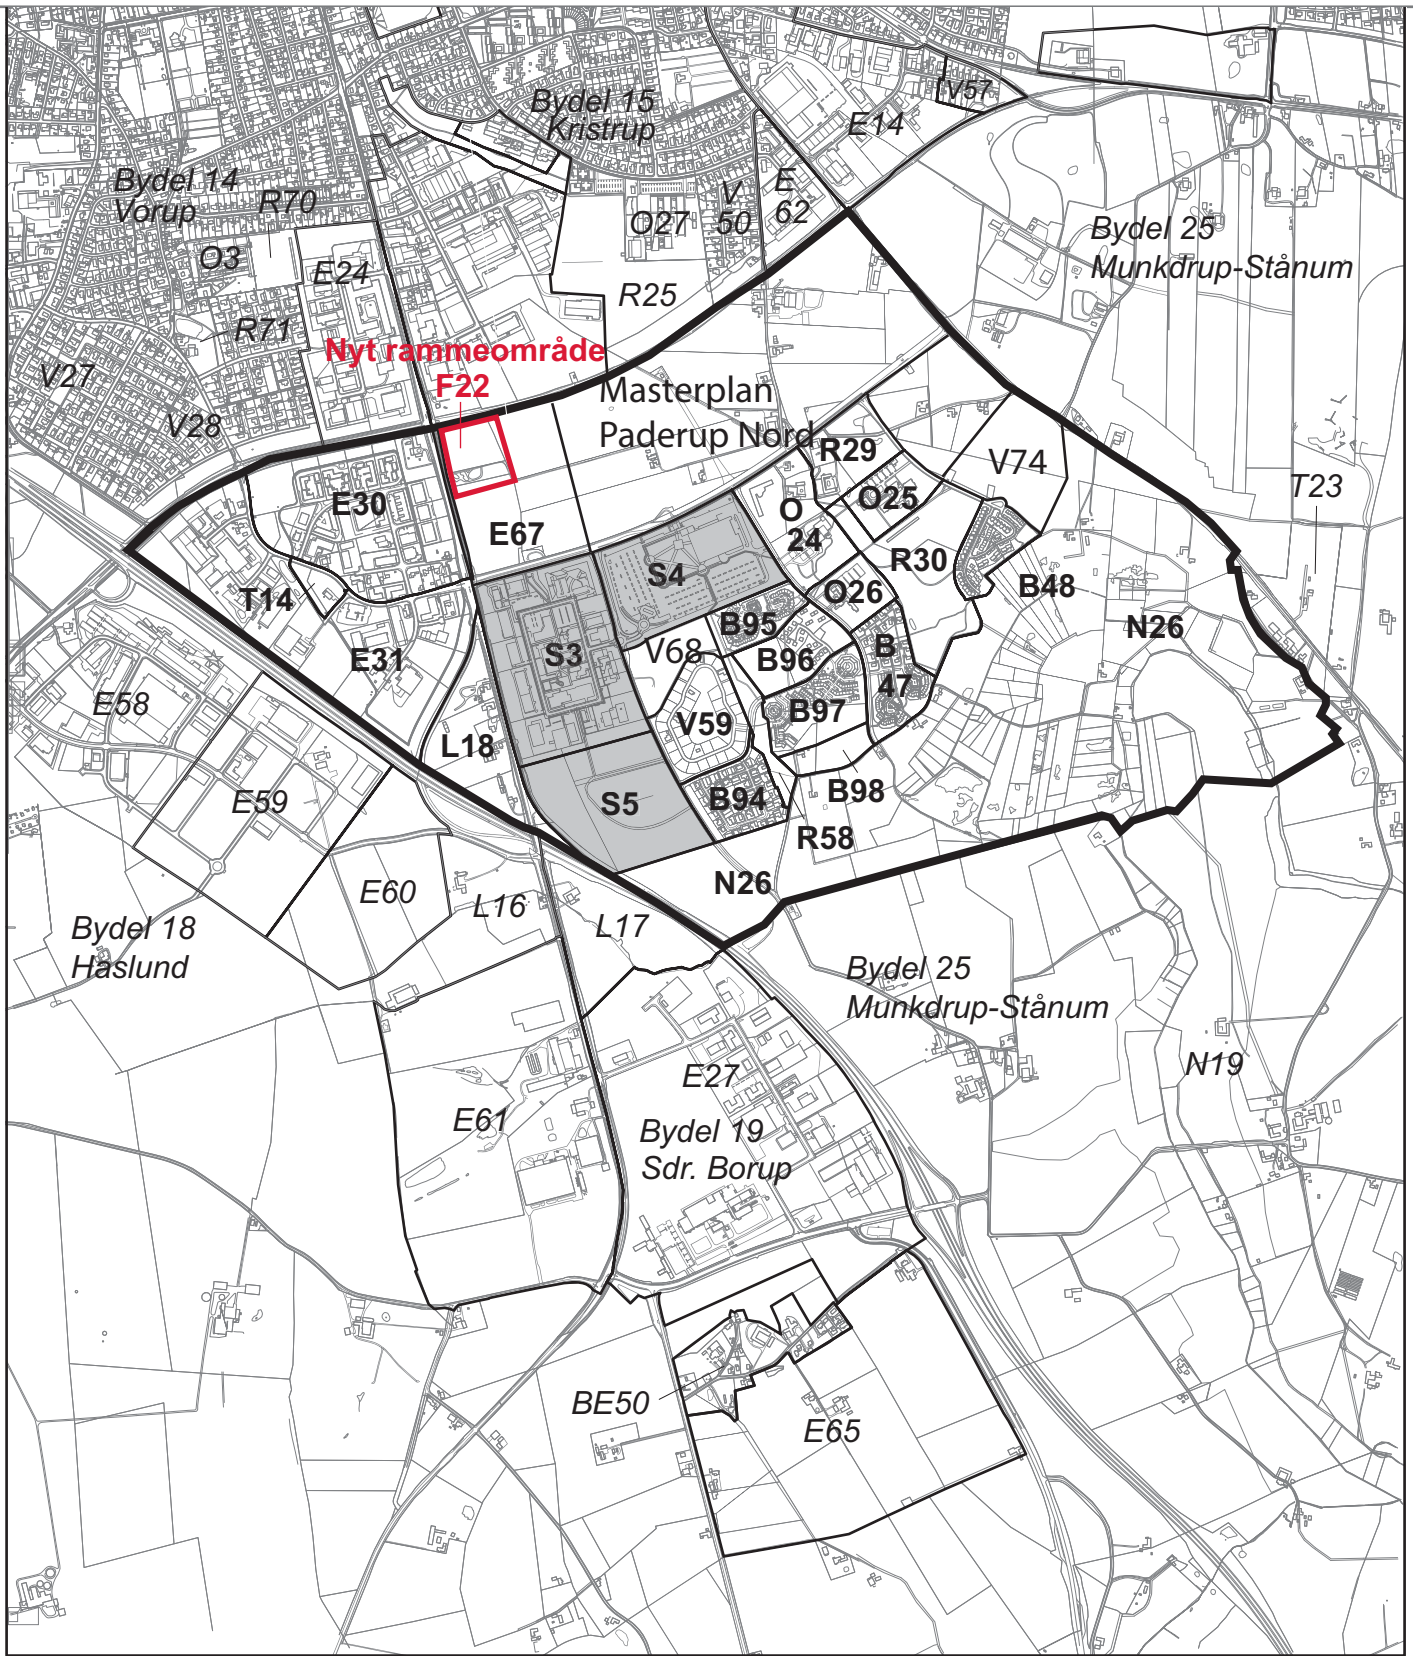 Bydel 15
Kristrup
V57
E14
Bydel 14
Vorup
R70
V
50
E
62
O27
O3
E24
R25
Bydel 25
Munkdrup-Stånum
R71
V27
V28
Nyt rammeområde
F22
Masterplan
Paderup Nord
R29
V74
T23
E30
O25
O
24
E67
S4
R30
B48
T14
O26
N26
E31
S3
V68
B95
B96
B
47
E58
V59
B97
L18
E59
S5
B94
B98
R58
N26
E60
L16
L17
Bydel 18
Haslund
Bydel 25
Munkdrup-Stånum
N19
E27
E61
Bydel 19
Sdr. Borup
BE50
E65